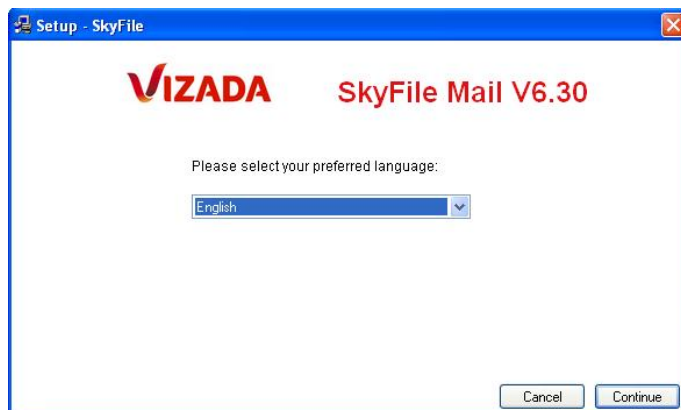 Setup - SkyFile
VIZADA SkyFile Mail V6.30
Please select your preferred language:
English
Cancel Continue